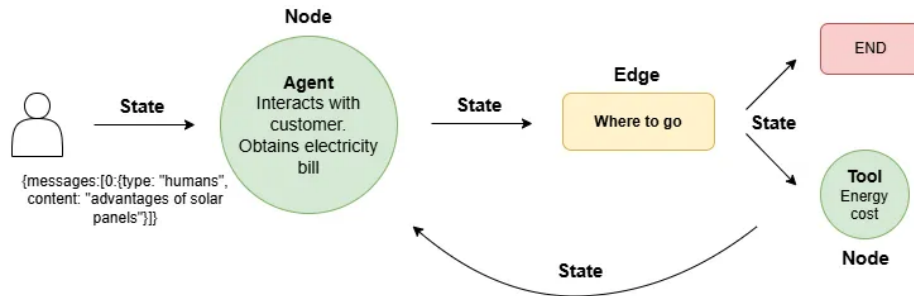 Node
Agent
Interacts with
customer.
Obtains electricity
bill
State
{messages:[0:{type: "humans",
content: "advantages of solar
panels"}]}
State
Edge
Where to go
State
END
Tool
Energy
cost
Node
State